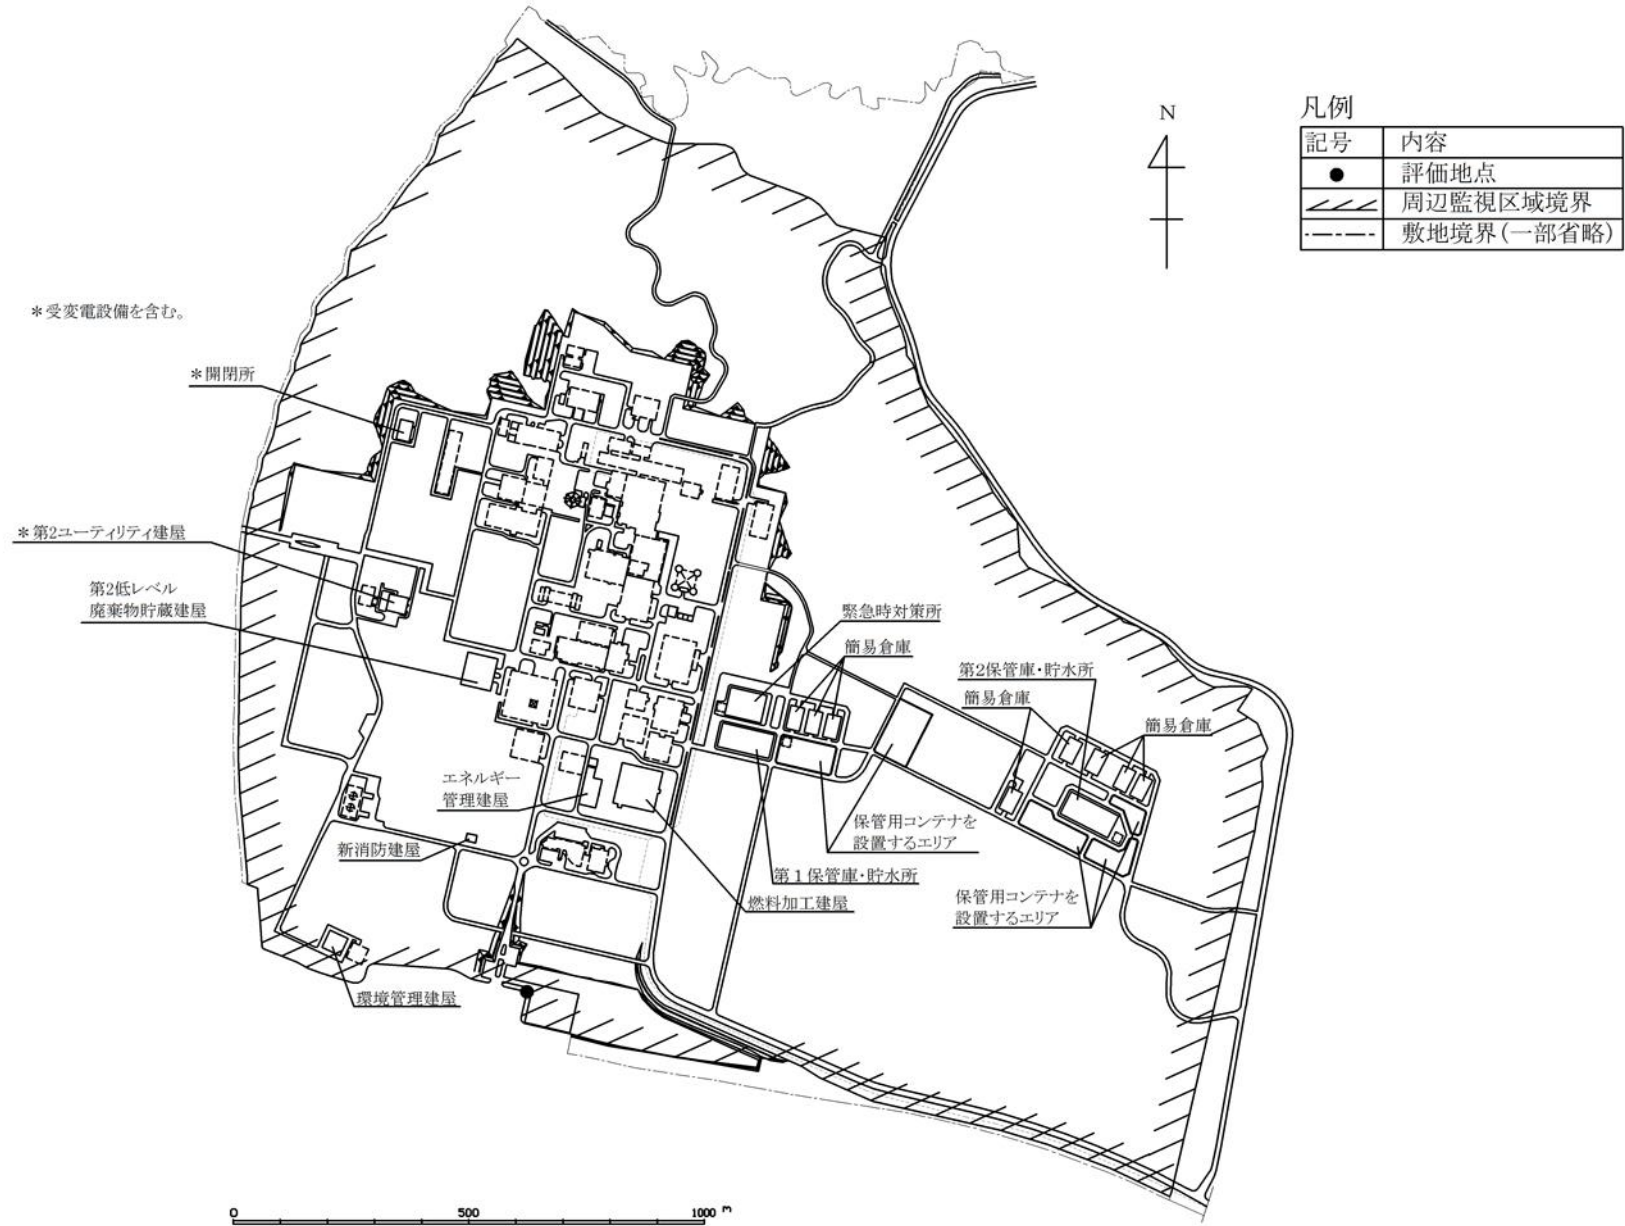 N
凡例
記号 内容
● 評価地点
周辺監視区域境界
敷地境界(一部省略)
*受変電設備を含む。
*開閉所
*第2ユーティリティ建屋
第2低レベル
廃棄物貯蔵建屋
緊急時対策所
簡易倉庫
第2保管庫・貯水所
簡易倉庫
簡易倉庫
エネルギー
管理建屋
保管用コンテナを
設置するエリア
新消防建屋
第1保管庫・貯水所
燃料加工建屋
保管用コンテナを
設置するエリア
環境管理建屋
0 500 1000 m